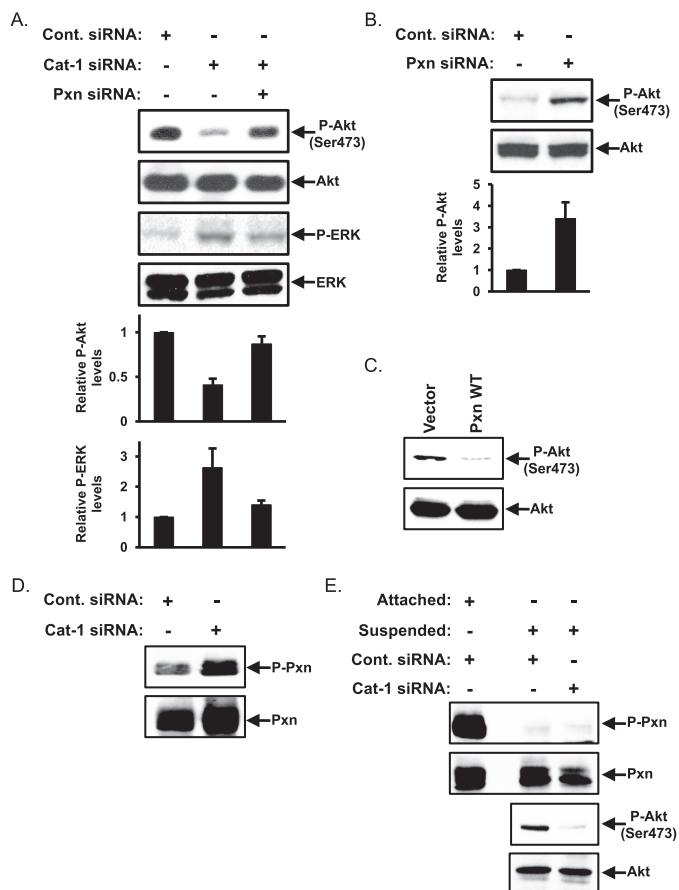 A.
Cont. siRNA: + - -
Cat-1 siRNA: - + +
Pxn siRNA: - - +
P-Akt
(Ser473)
Akt
P-ERK
ERK
Relative P-Akt
levels
1
0.5
0
Relative P-ERK
levels
3
2
1
0
B.
Cont. siRNA: + -
Pxn siRNA: - +
P-Akt
(Ser473)
Akt
Relative P-Akt
levels
5
4
3
2
1
0
C.
Vector
Pxn WT
P-Akt
(Ser473)
Akt
D.
Cont. siRNA: + -
Cat-1 siRNA: - +
P-Pxn
Pxn
E.
Attached: + - -
Suspended: - + +
Cont. siRNA: + + -
Cat-1 siRNA: - - +
P-Pxn
Pxn
P-Akt
(Ser473)
Akt